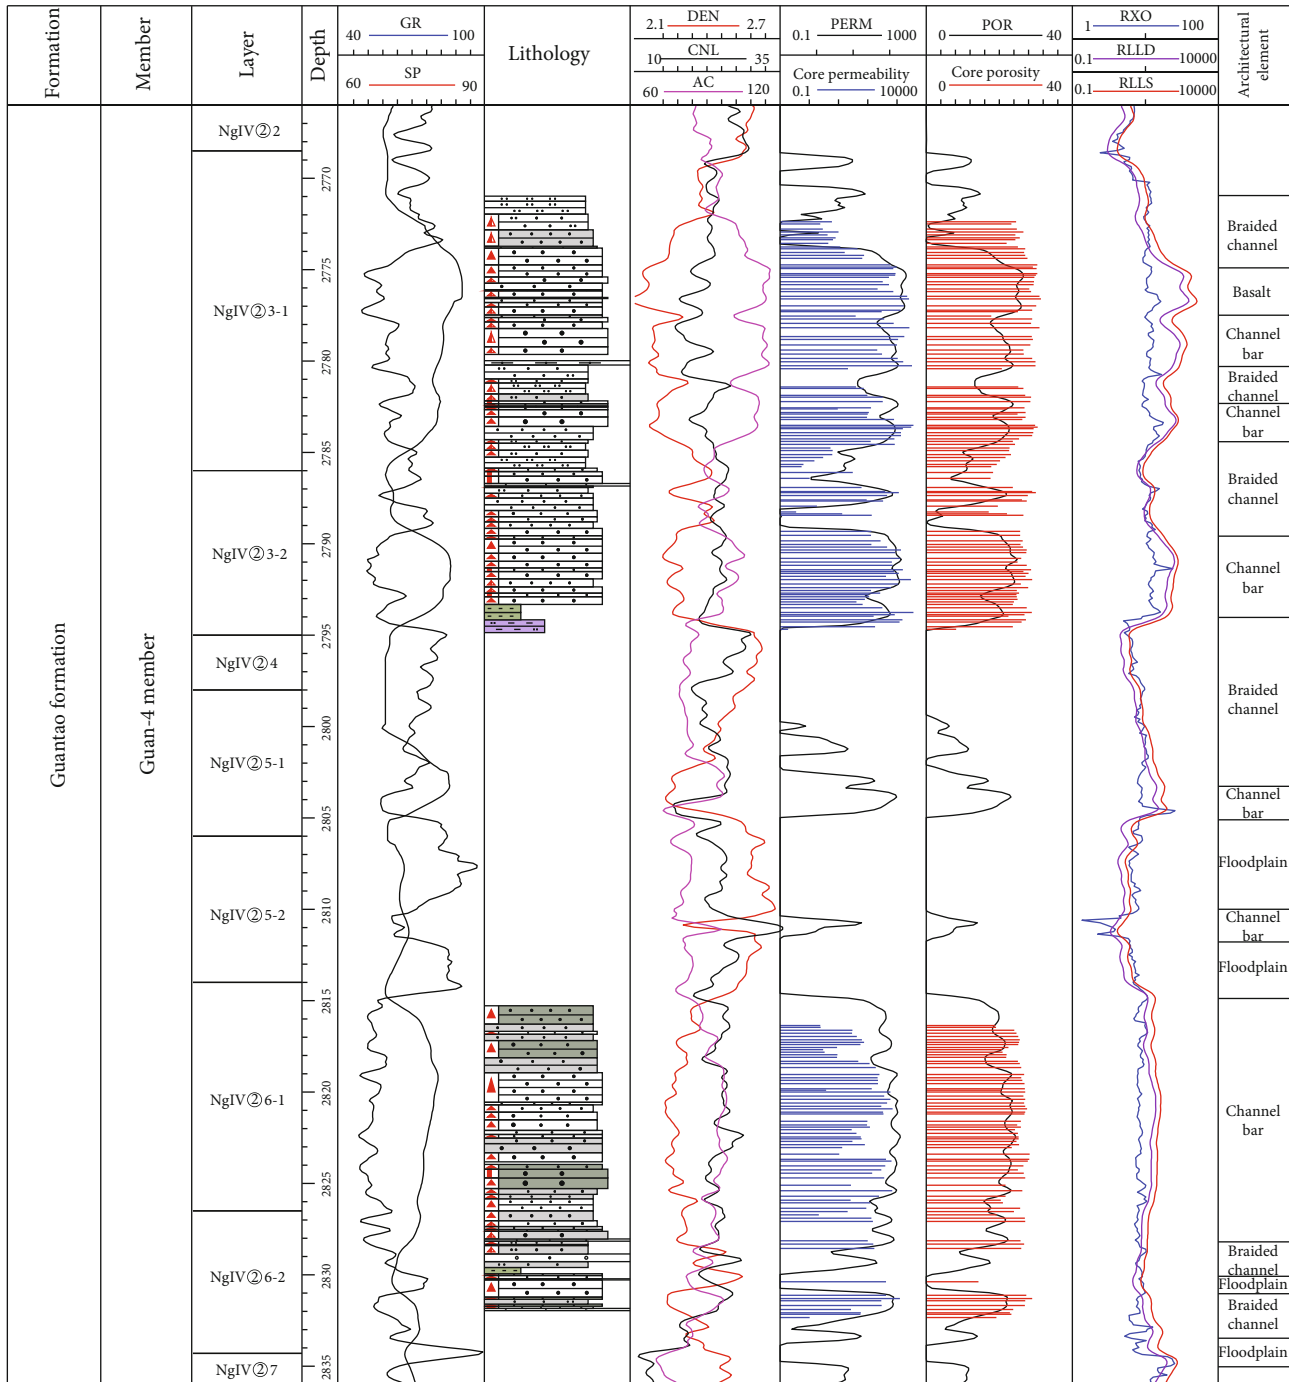 Formation
Member
Layer
Depth
GR
40 100
SP
60 90
Lithology
DEN
2.1 2.7
CNL
10 35
AC
60 120
PERM
0.1 1000
Core permeability
0.1 10000
POR
0 40
Core porosity
0 40
RXO
1 100
RLLD
0.1 10000
RLLS
0.1 10000
Architectural
element
Guantao formation
Guan-4 member
NgIV②2
NgIV②3-1
NgIV②3-2
NgIV②4
NgIV②5-1
NgIV②5-2
NgIV②6-1
NgIV②6-2
NgIV②7
2770
2775
2780
2785
2790
2795
2800
2805
2810
2815
2820
2825
2830
2835
Braided
channel
Basalt
Channel
bar
Braided
channel
Channel
bar
Braided
channel
Channel
bar
Braided
channel
Channel
bar
Floodplain
Channel
bar
Floodplain
Channel
bar
Braided
channel
Floodplain
Braided
channel
Floodplain